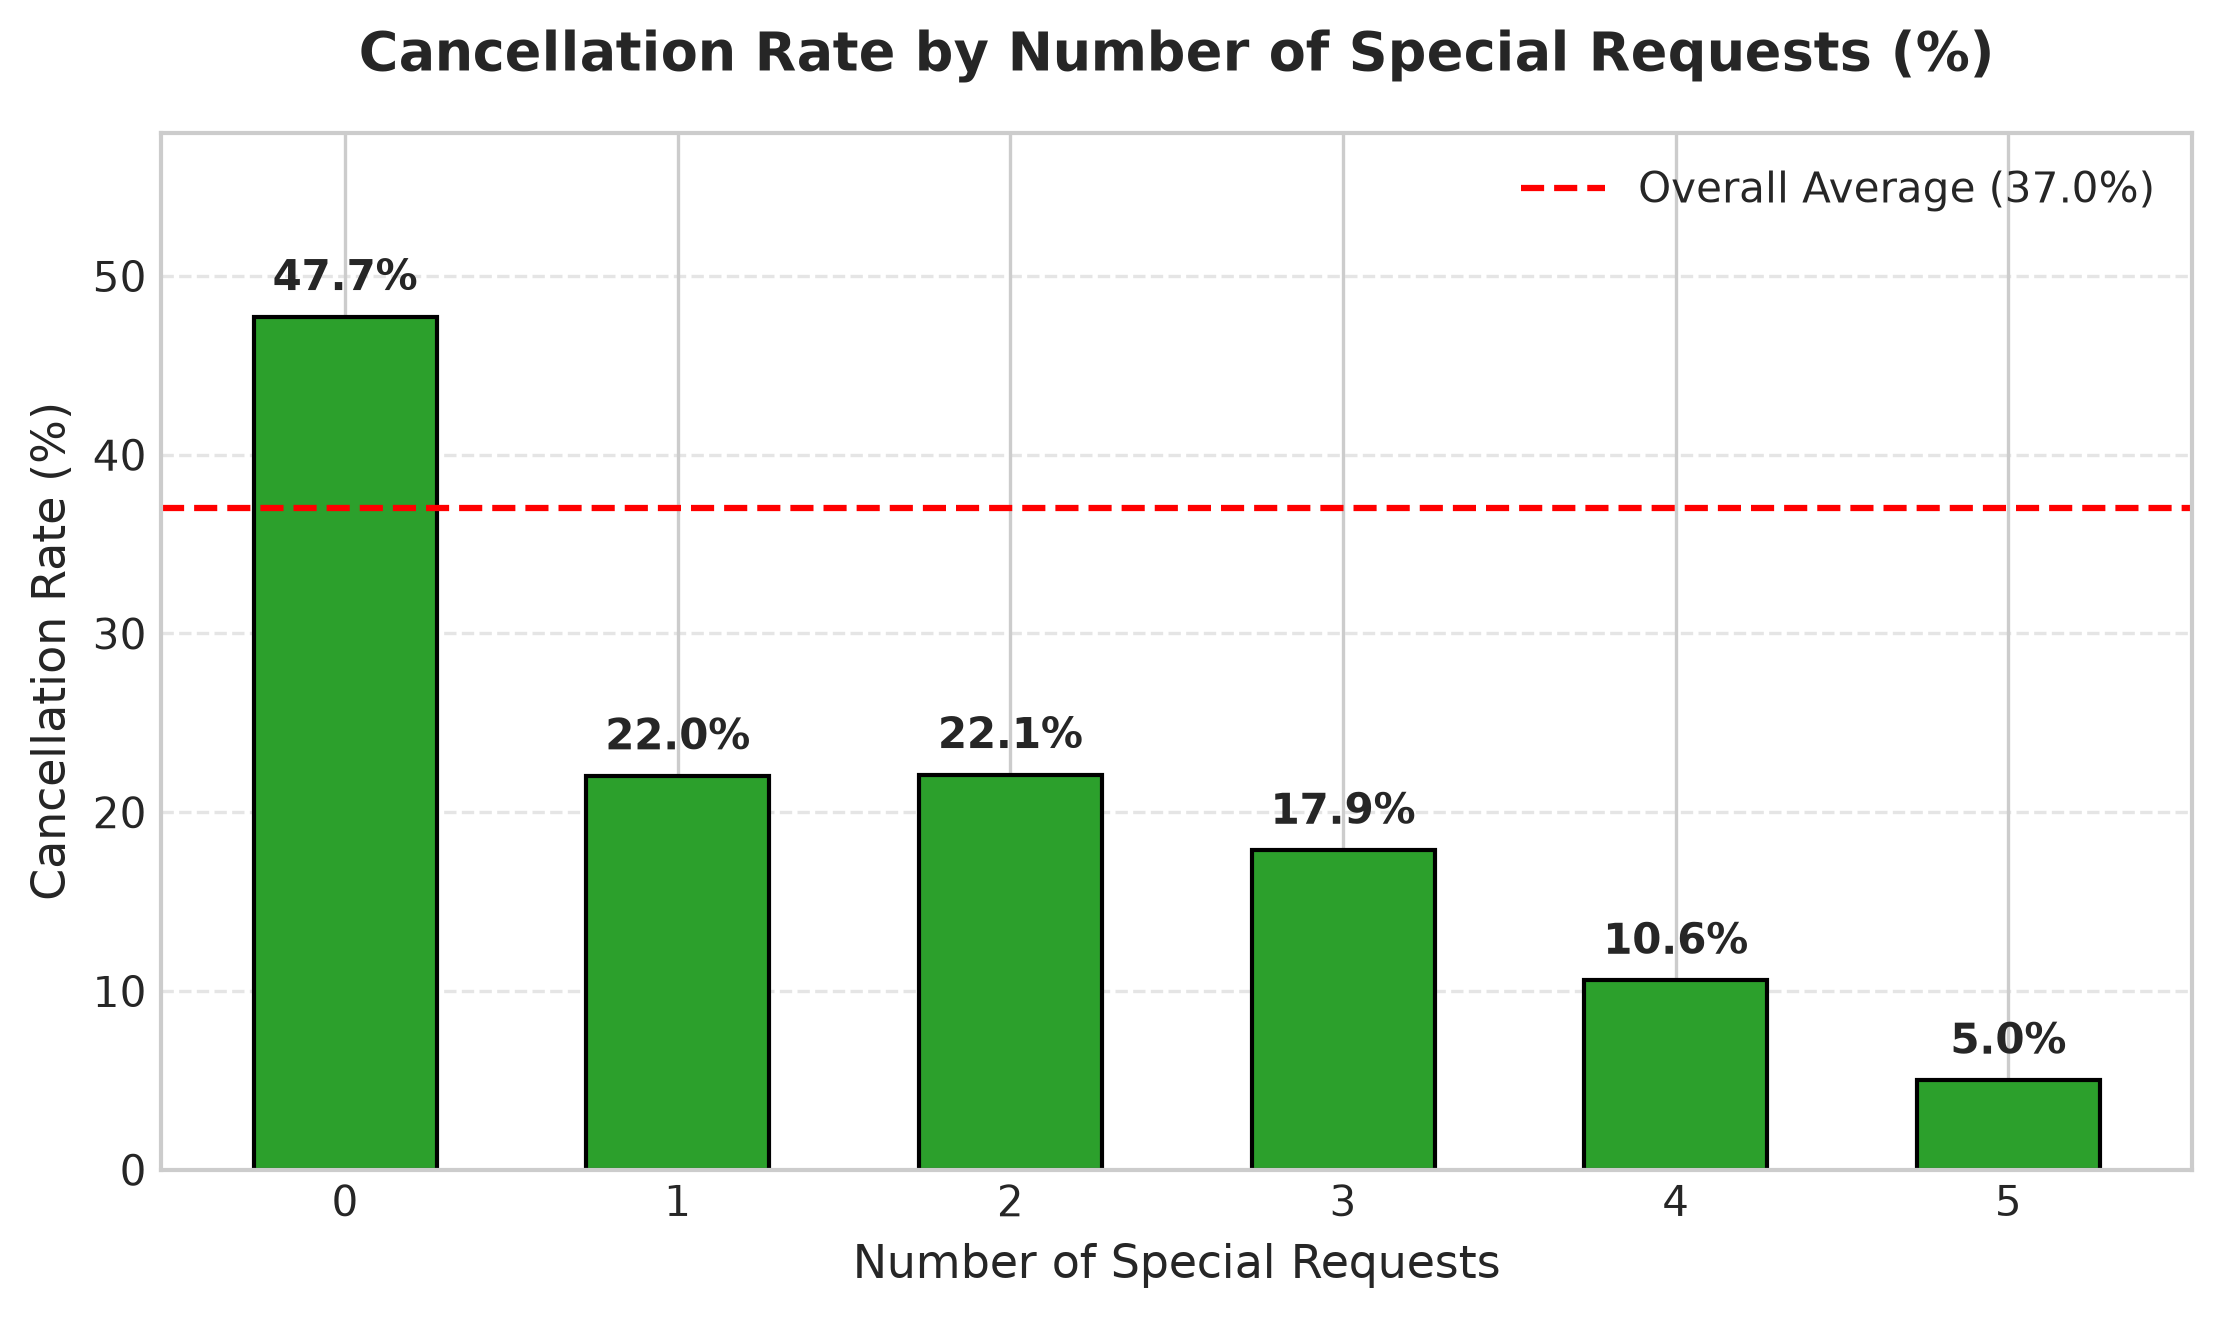 Cancellation Rate by Number of Special Requests (%)
Overall Average (37.0%)
Cancellation Rate (%)
50
40
30
20
10
0
47.7%
22.0%
22.1%
17.9%
10.6%
5.0%
0 1 2 3 4 5
Number of Special Requests